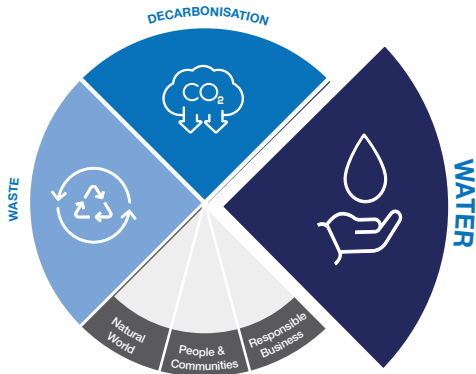 DECARBONISATION
CO2
WASTE
WATER
Natural
World
People &
Communities
Responsible
Business